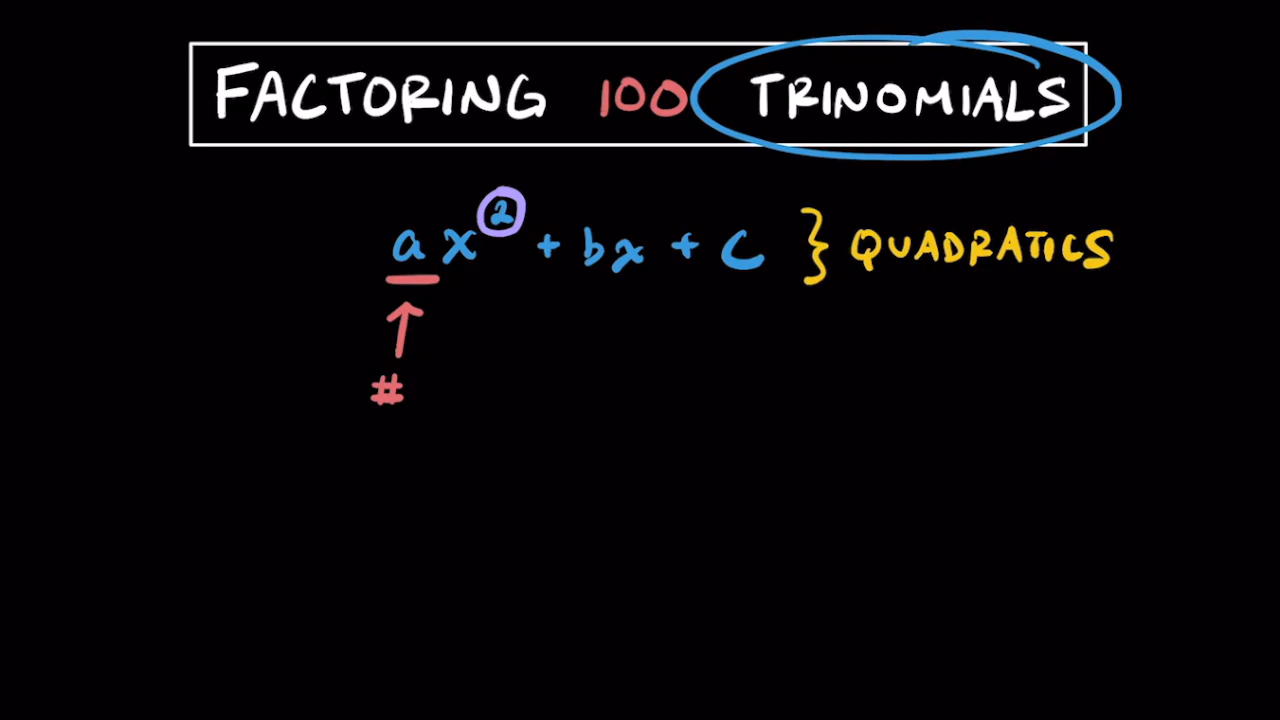 FACTORING 100 TRINOMIALS
ax² + bx + c } QUADRATICS
#